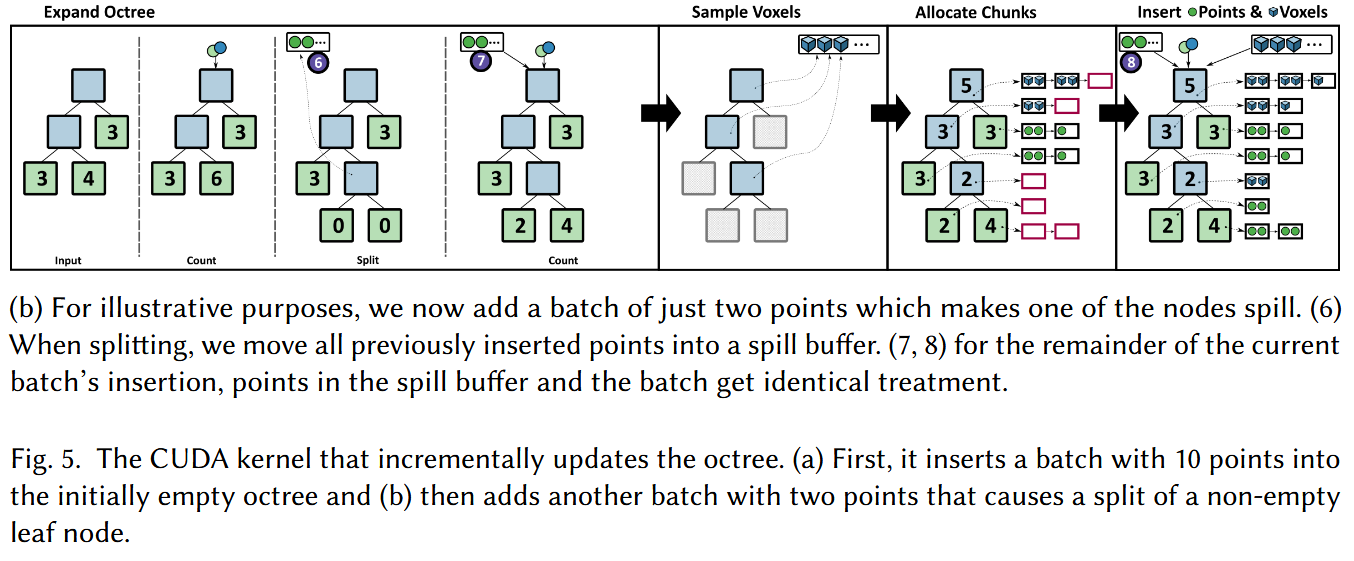 Expand Octree Sample Voxels Allocate Chunks Insert Points & Voxels
... 6 ... 7 ... ... 8 ...
5 5
3 3 3 3 3 3 3 3
3 4 3 6 3 3 3 2 3 2
0 0 2 4 2 4 2 4
Input Count Split Count
(b) For illustrative purposes, we now add a batch of just two points which makes one of the nodes spill. (6)
When splitting, we move all previously inserted points into a spill buffer. (7, 8) for the remainder of the current
batch's insertion, points in the spill buffer and the batch get identical treatment.
Fig. 5. The CUDA kernel that incrementally updates the octree. (a) First, it inserts a batch with 10 points into
the initially empty octree and (b) then adds another batch with two points that causes a split of a non-empty
leaf node.